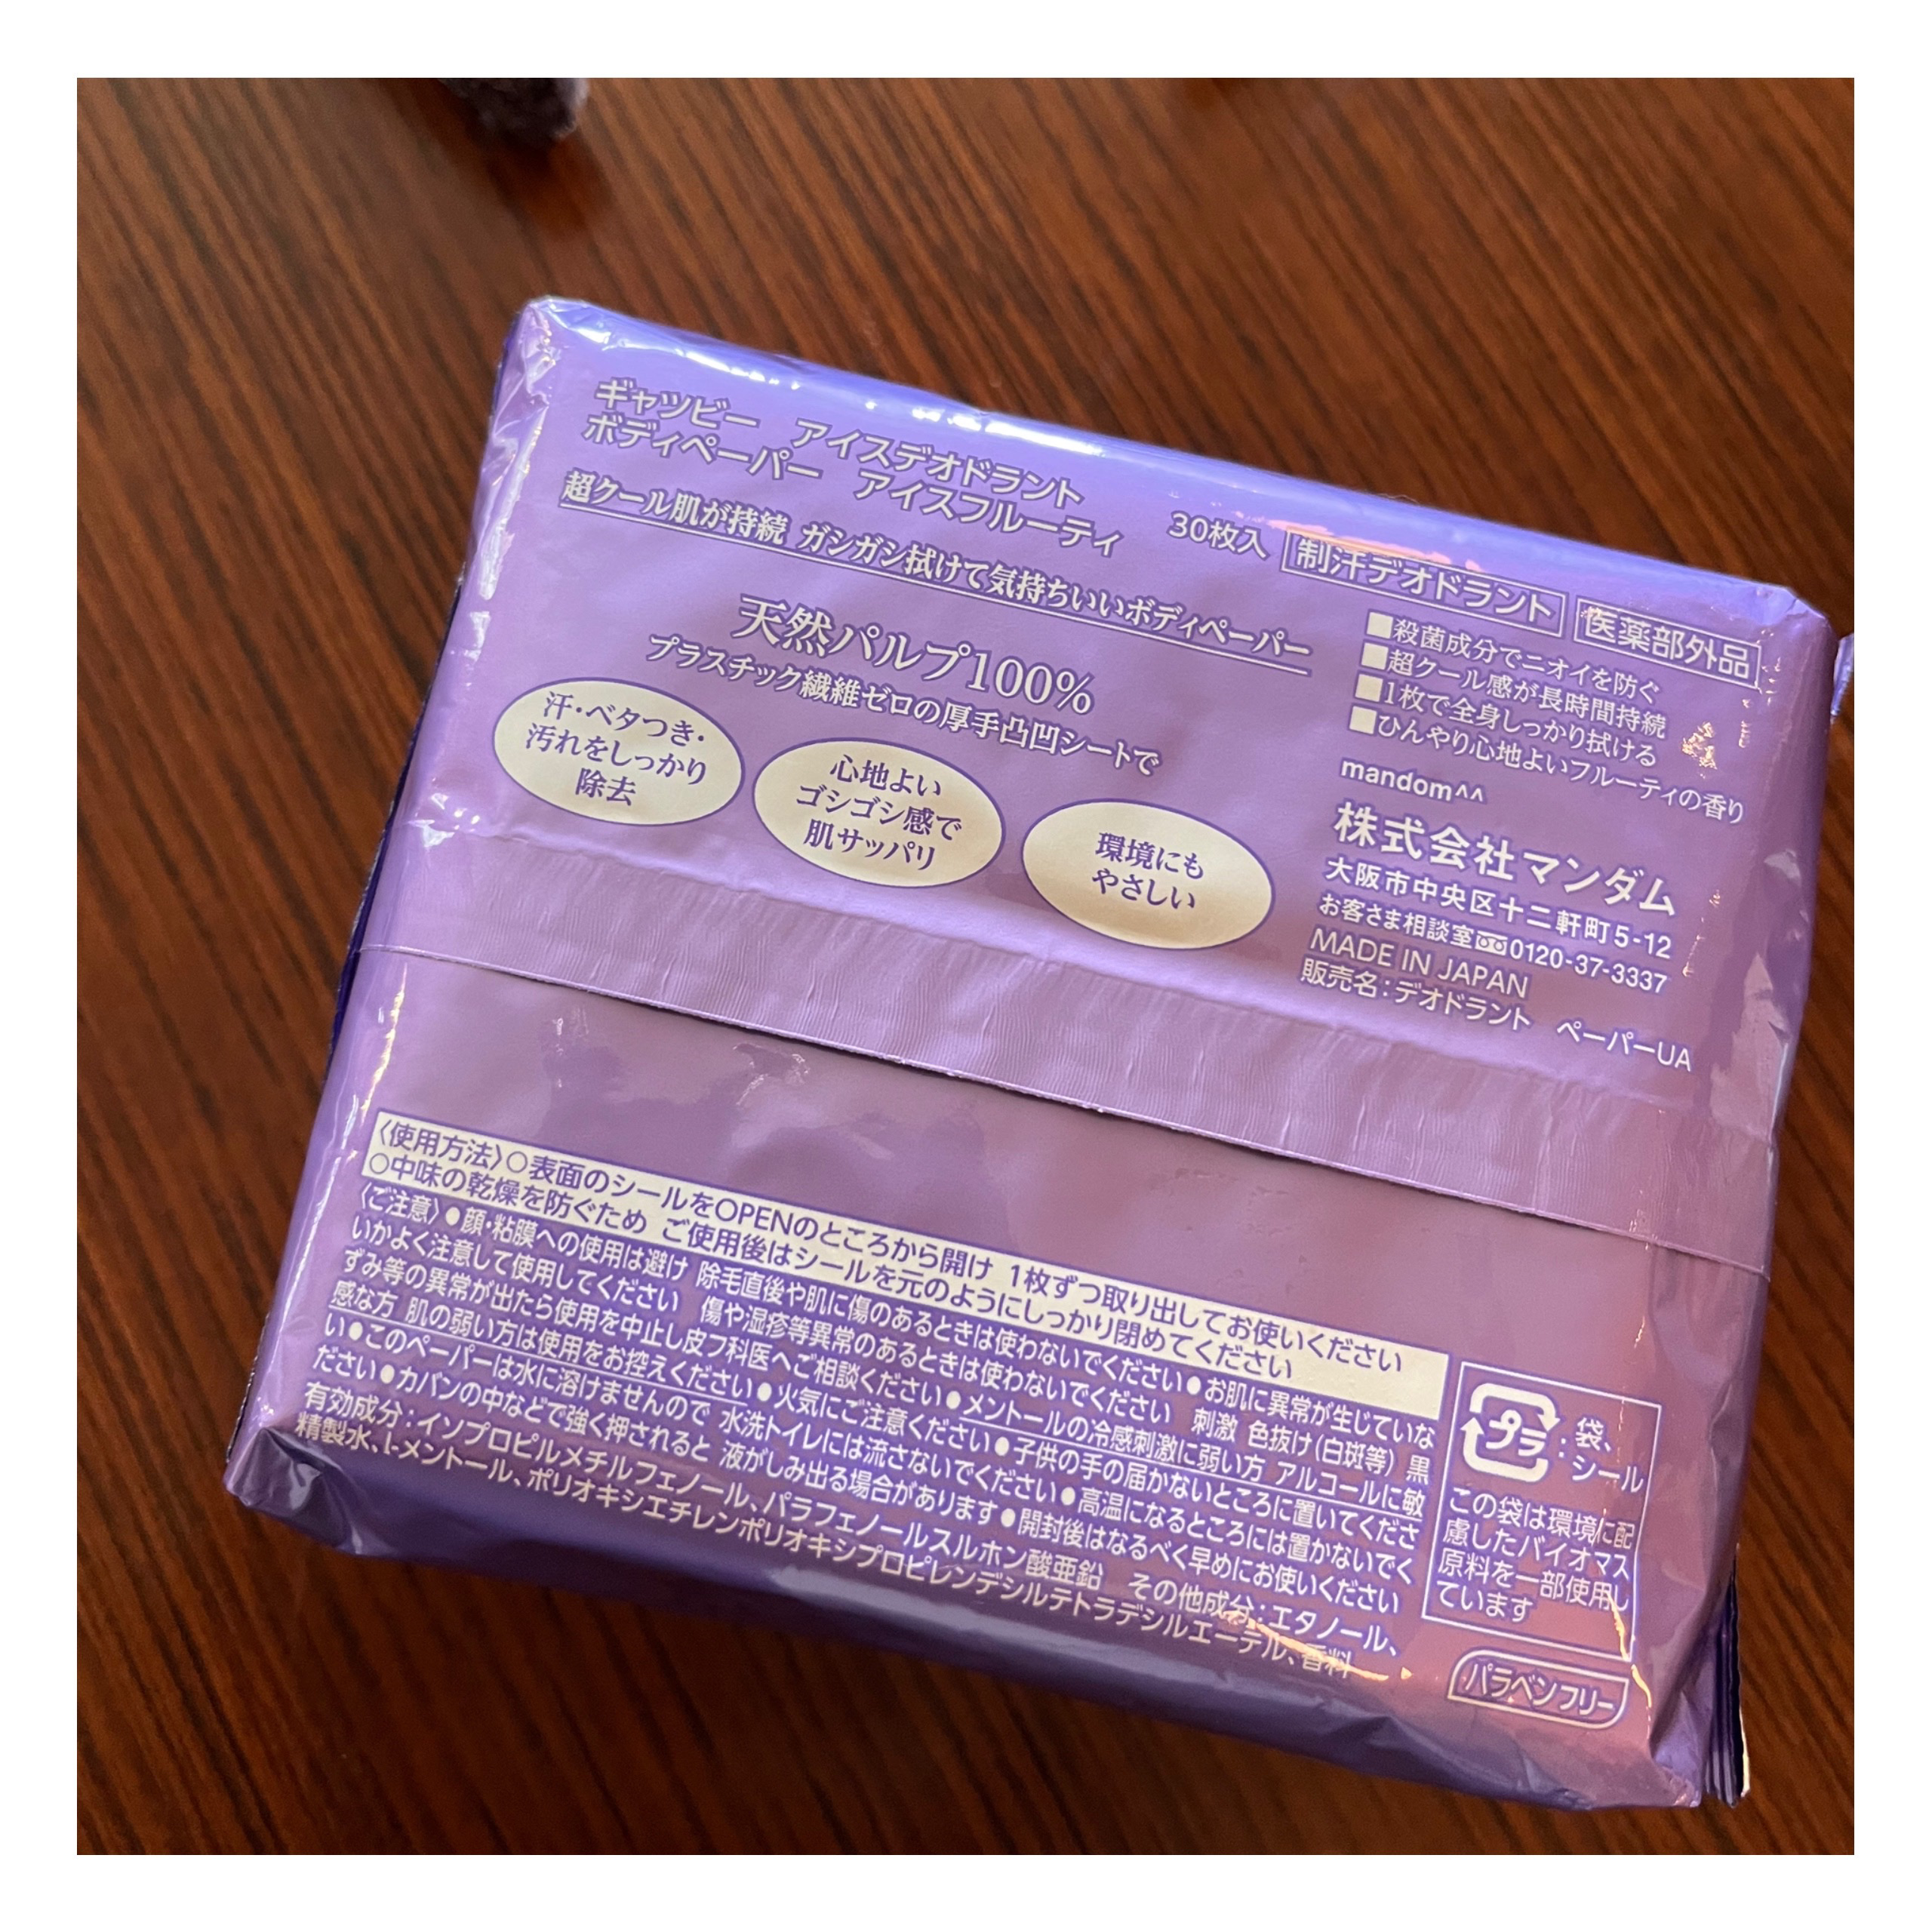 ギャツビー　アイスデオドラント
ボディペーパー　アイスフルーティ　30枚入　制汗デオドラント　医薬部外品
超クール肌が持続 ガシガシ拭けて気持ちいいボディペーパー
天然パルプ100%
プラスチック繊維ゼロの厚手凸凹シートで
汗・ベタつき・
汚れをしっかり
除去
心地よい
ゴシゴシ感で
肌サッパリ
環境にも
やさしい
■殺菌成分でニオイを防ぐ
■超クール感が長時間持続
■1枚で全身しっかり拭ける
■ひんやり心地よいフルーティの香り
mandom^^
株式会社マンダム
大阪市中央区十二軒町5-12
お客さま相談室 0120-37-3337
MADE IN JAPAN
販売名：デオドラント　ペーパーUA
〈使用方法〉○表面のシールをOPENのところから開け 1枚ずつ取り出してお使いください
○中味の乾燥を防ぐため ご使用後はシールを元のようにしっかり閉めてください
〈ご注意〉●顔・粘膜への使用は避け 除毛直後や肌に傷のあるときは使わないでください●お肌に異常が生じていな
いかよく注意して使用してください　傷や湿疹等異常のあるときは使わないでください　刺激 色抜け(白斑等) 黒
ずみ等の異常が出たら使用を中止し皮フ科医へご相談ください●メントールの冷感刺激に弱い方 アルコールに敏
感な方 肌の弱い方は使用をお控えください●火気にご注意ください●子供の手の届かないところに置いてくださ
い●このペーパーは水に溶けませんので 水洗トイレには流さないでください●高温になるところには置かないでく
ださい●カバンの中などで強く押されると 液がしみ出る場合があります●開封後はなるべく早めにお使いください
有効成分：イソプロピルメチルフェノール、パラフェノールスルホン酸亜鉛　その他成分：エタノール、
精製水、l-メントール、ポリオキシエチレンポリオキシプロピレンデシルテトラデシルエーテル、香料
プラ：袋、
シール
この袋は環境に配
慮したバイオマス
原料を一部使用し
ています
パラベンフリー